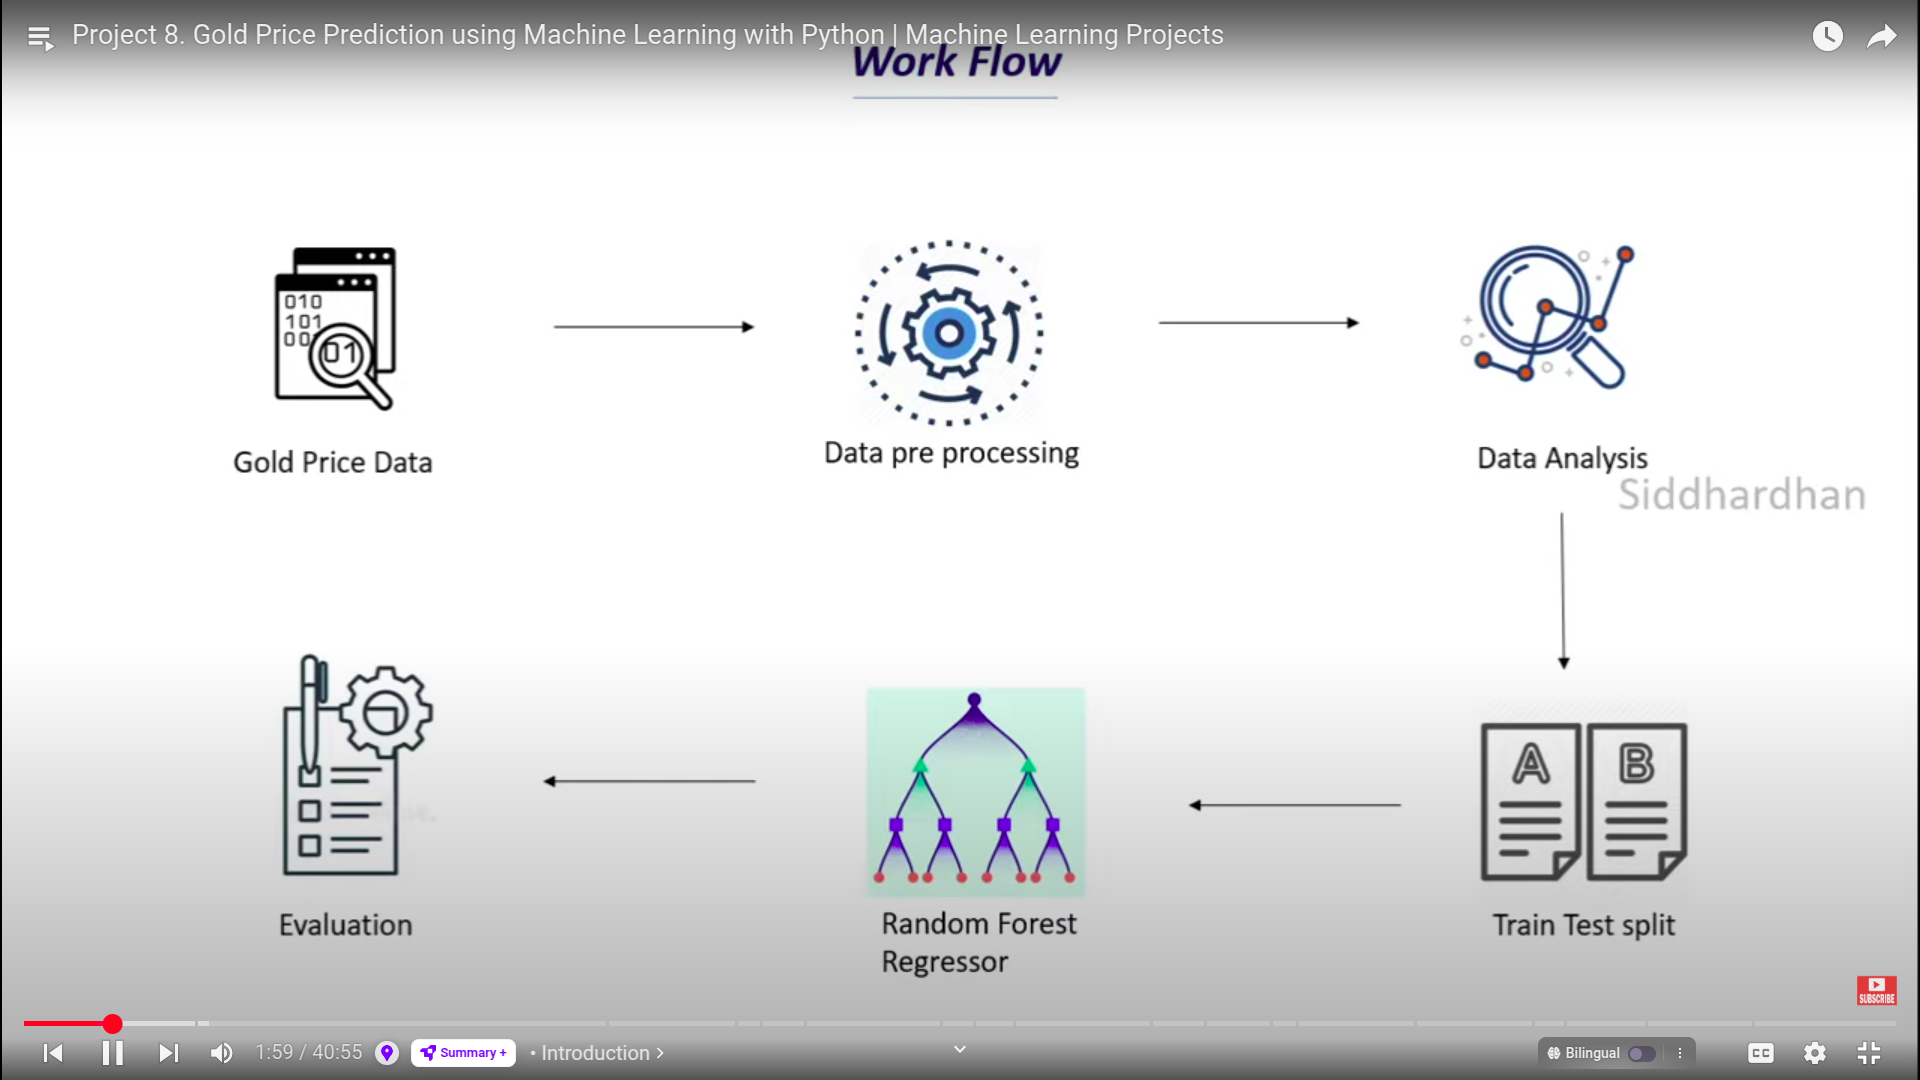 Project 8. Gold Price Prediction using Machine Learning with Python | Machine Learning Projects
Work Flow
010
101
00
01
Gold Price Data
Data pre processing
Data Analysis
Siddhardhan
A
B
Evaluation
Random Forest
Regressor
Train Test split
SUBSCRIBE
1:59 / 40:55
Summary +
• Introduction >
Bilingual
CC